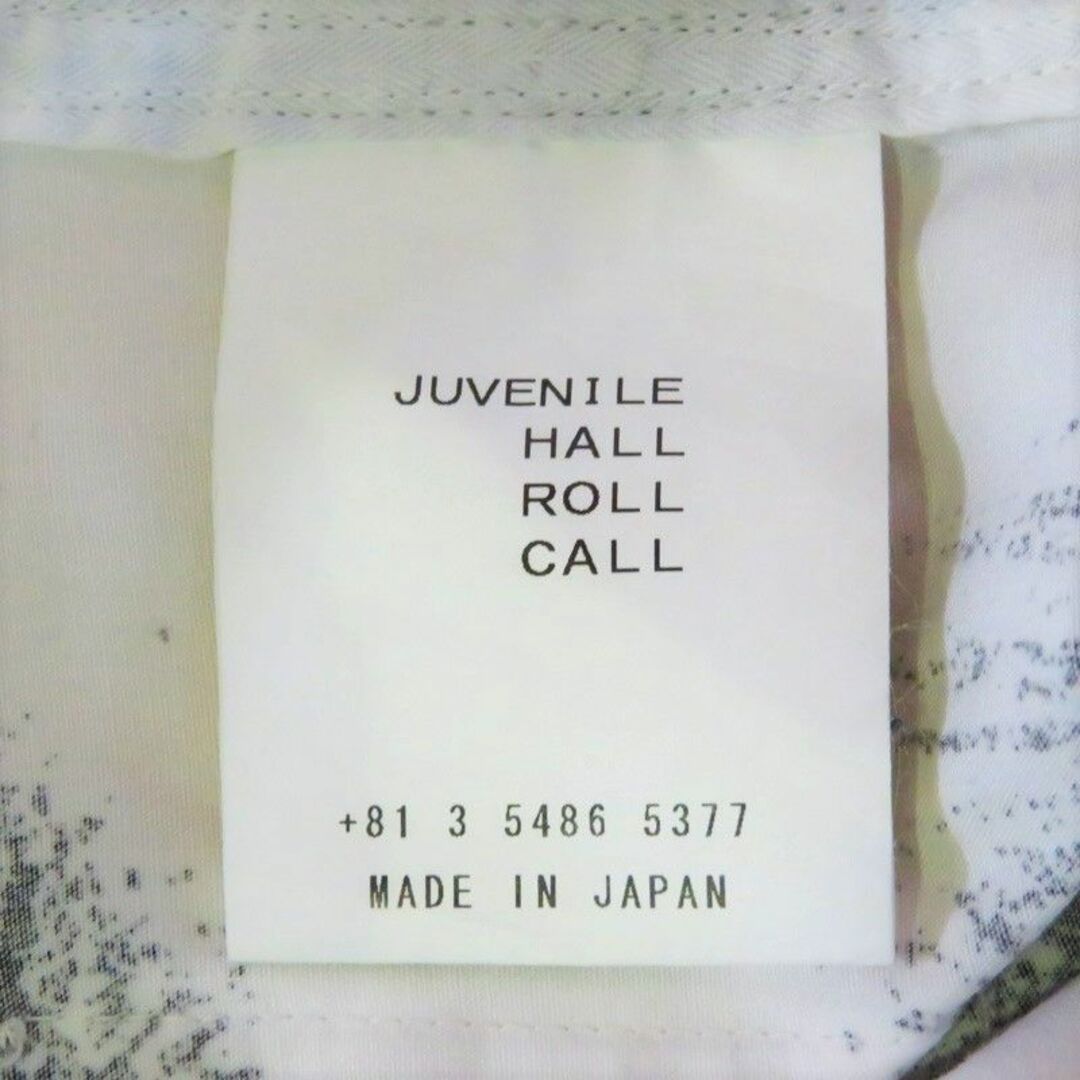 JUVENILE
HALL
ROLL
CALL
+81 3 5486 5377
MADE IN JAPAN